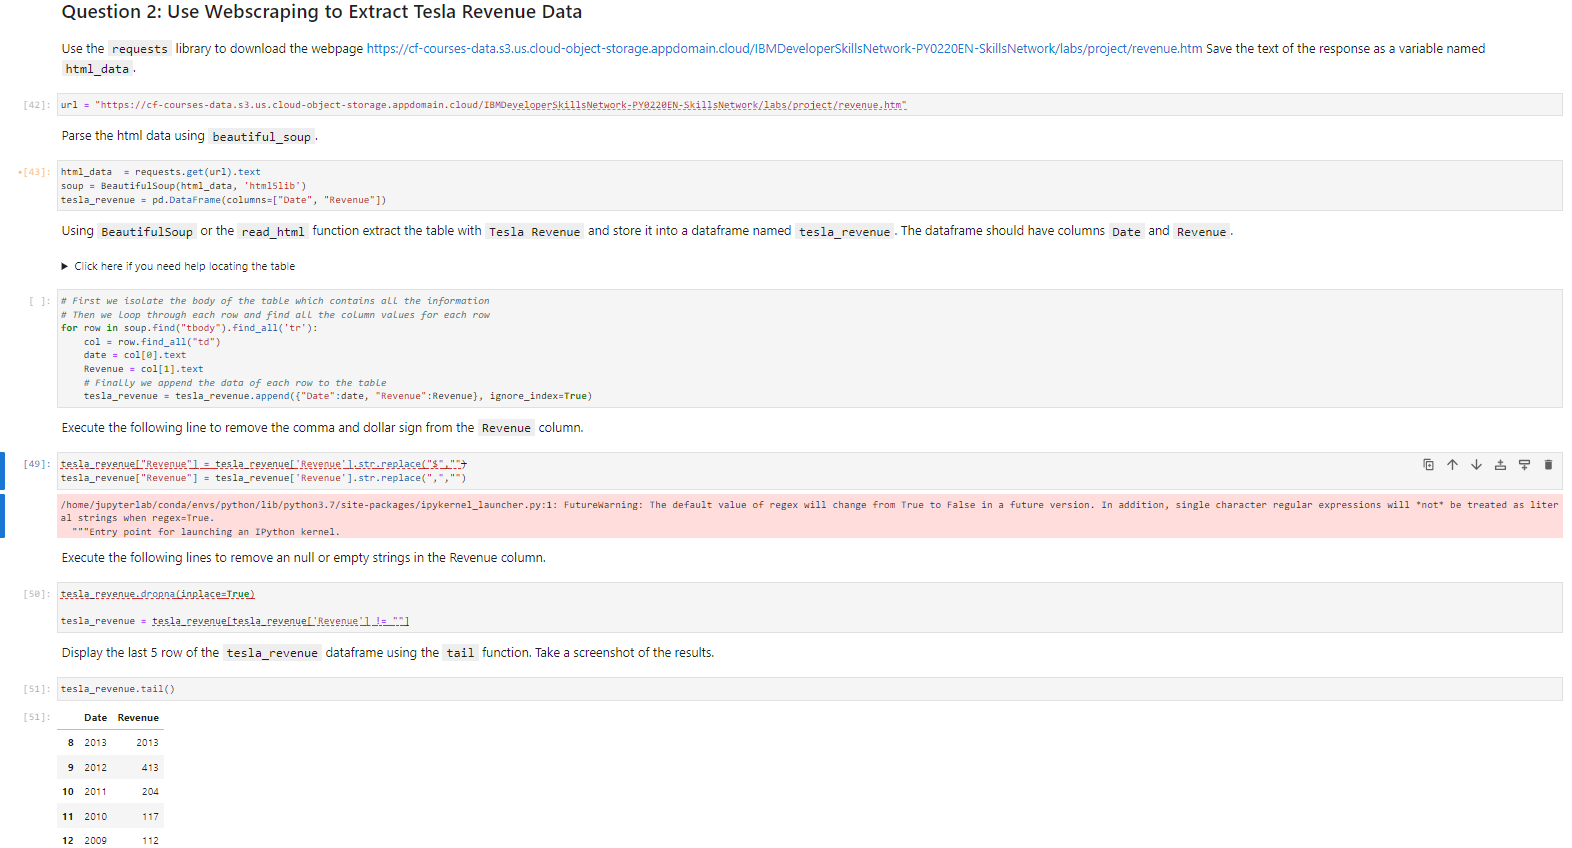 Question 2: Use Webscraping to Extract Tesla Revenue Data
Use the requests library to download the webpage https://cf-courses-data.s3.us.cloud-object-storage.appdomain.cloud/IBMDeveloperSkillsNetwork-PY0220EN-SkillsNetwork/labs/project/revenue.htm Save the text of the response as a variable named
html_data.
[42]: url = "https://cf-courses-data.s3.us.cloud-object-storage.appdomain.cloud/IBMDeveloperSkillsNetwork-PY0220EN-SkillsNetwork/labs/project/revenue.htm"
Parse the html data using beautiful_soup.
•[43]: html_data  = requests.get(url).text
soup = BeautifulSoup(html_data, 'html5lib')
tesla_revenue = pd.DataFrame(columns=["Date", "Revenue"])
Using BeautifulSoup or the read_html function extract the table with Tesla Revenue and store it into a dataframe named tesla_revenue. The dataframe should have columns Date and Revenue.
▶ Click here if you need help locating the table
[ ]: # First we isolate the body of the table which contains all the information
# Then we loop through each row and find all the column values for each row
for row in soup.find("tbody").find_all('tr'):
    col = row.find_all("td")
    date = col[0].text
    Revenue = col[1].text
    # Finally we append the data of each row to the table
    tesla_revenue = tesla_revenue.append({"Date":date, "Revenue":Revenue}, ignore_index=True)
Execute the following line to remove the comma and dollar sign from the Revenue column.
[49]: tesla_revenue["Revenue"] = tesla_revenue['Revenue'].str.replace("$","")
tesla_revenue["Revenue"] = tesla_revenue['Revenue'].str.replace(",","")
/home/jupyterlab/conda/envs/python/lib/python3.7/site-packages/ipykernel_launcher.py:1: FutureWarning: The default value of regex will change from True to False in a future version. In addition, single character regular expressions will *not* be treated as liter
al strings when regex=True.
  """Entry point for launching an IPython kernel.
Execute the following lines to remove an null or empty strings in the Revenue column.
[50]: tesla_revenue.dropna(inplace=True)
tesla_revenue = tesla_revenue[tesla_revenue['Revenue'] != ""]
Display the last 5 row of the tesla_revenue dataframe using the tail function. Take a screenshot of the results.
[51]: tesla_revenue.tail()
[51]: Date Revenue
8 2013 2013
9 2012 413
10 2011 204
11 2010 117
12 2009 112